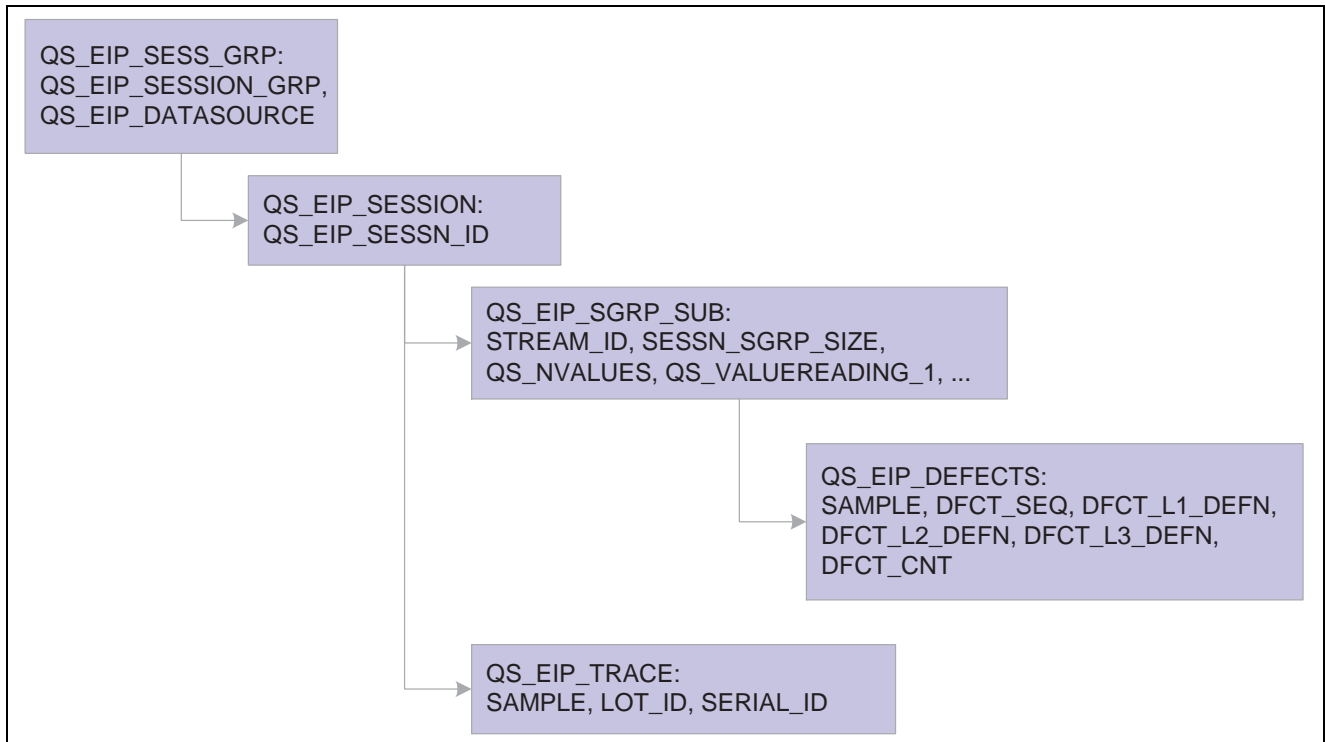 QS_EIP_SESS_GRP:
QS_EIP_SESSION_GRP,
QS_EIP_DATASOURCE
QS_EIP_SESSION:
QS_EIP_SESSN_ID
QS_EIP_SGRP_SUB:
STREAM_ID, SESSN_SGRP_SIZE,
QS_NVALUES, QS_VALUEREADING_1, ...
QS_EIP_DEFECTS:
SAMPLE, DFCT_SEQ, DFCT_L1_DEFN,
DFCT_L2_DEFN, DFCT_L3_DEFN,
DFCT_CNT
QS_EIP_TRACE:
SAMPLE, LOT_ID, SERIAL_ID